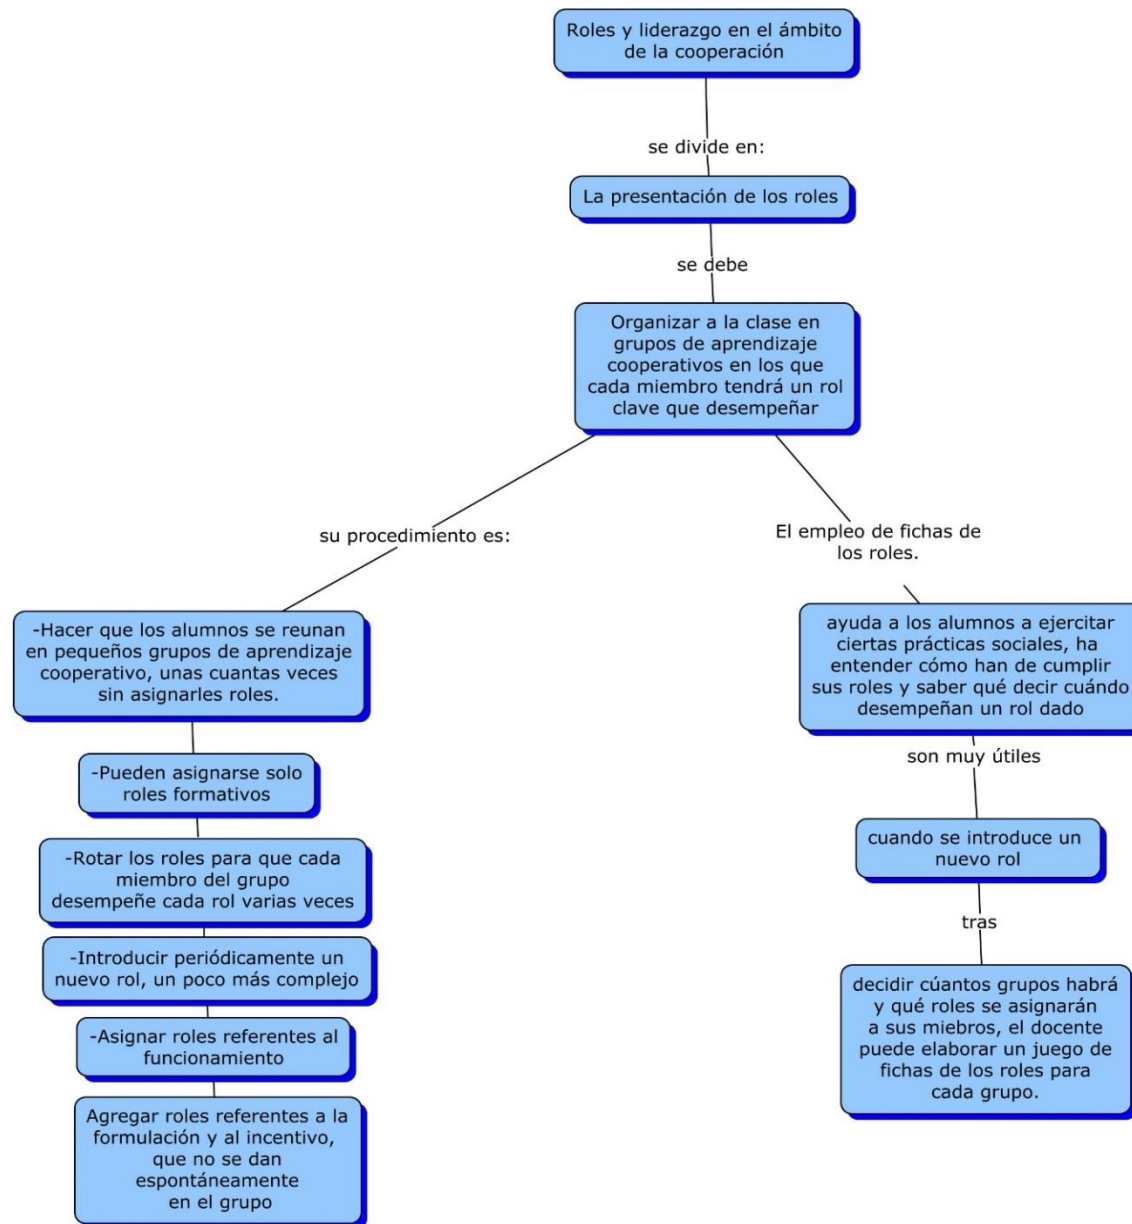 Roles y liderazgo en el ámbito
de la cooperación
se divide en:
La presentación de los roles
se debe
Organizar a la clase en
grupos de aprendizaje
cooperativos en los que
cada miembro tendrá un rol
clave que desempeñar
su procedimiento es:
-Hacer que los alumnos se reunan
en pequeños grupos de aprendizaje
cooperativo, unas cuantas veces
sin asignarles roles.
-Pueden asignarse solo
roles formativos
-Rotar los roles para que cada
miembro del grupo
desempeñe cada rol varias veces
-Introducir periódicamente un
nuevo rol, un poco más complejo
-Asignar roles referentes al
funcionamiento
Agregar roles referentes a la
formulación y al incentivo,
que no se dan
espontáneamente
en el grupo
El empleo de fichas de
los roles.
ayuda a los alumnos a ejercitar
ciertas prácticas sociales, ha
entender cómo han de cumplir
sus roles y saber qué decir cuándo
desempeñan un rol dado
son muy útiles
cuando se introduce un
nuevo rol
tras
decidir cúantos grupos habrá
y qué roles se asignarán
a sus miebros, el docente
puede elaborar un juego de
fichas de los roles para
cada grupo.